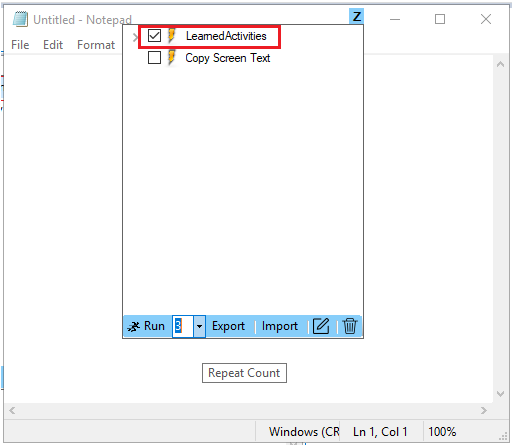 Untitled - Notepad
Z
File Edit Format
LearnedActivities
Copy Screen Text
Run 3 Export Import
Repeat Count
Windows (CR Ln 1, Col 1 100%